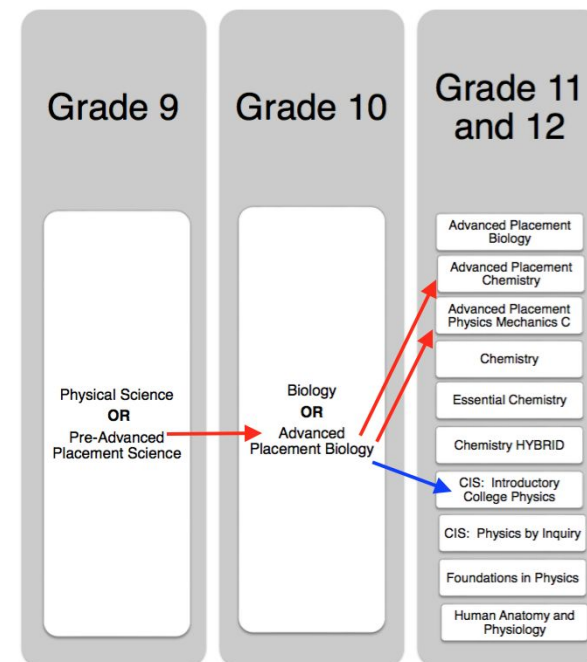 Grade 9
Physical Science
OR
Pre-Advanced
Placement Science
Grade 10
Biology
OR
Advanced
Placement Biology
Grade 11
and 12
Advanced Placement
Biology
Advanced Placement
Chemistry
Advanced Placement
Physics Mechanics C
Chemistry
Essential Chemistry
Chemistry HYBRID
CIS: Introductory
College Physics
CIS: Physics by Inquiry
Foundations in Physics
Human Anatomy and
Physiology